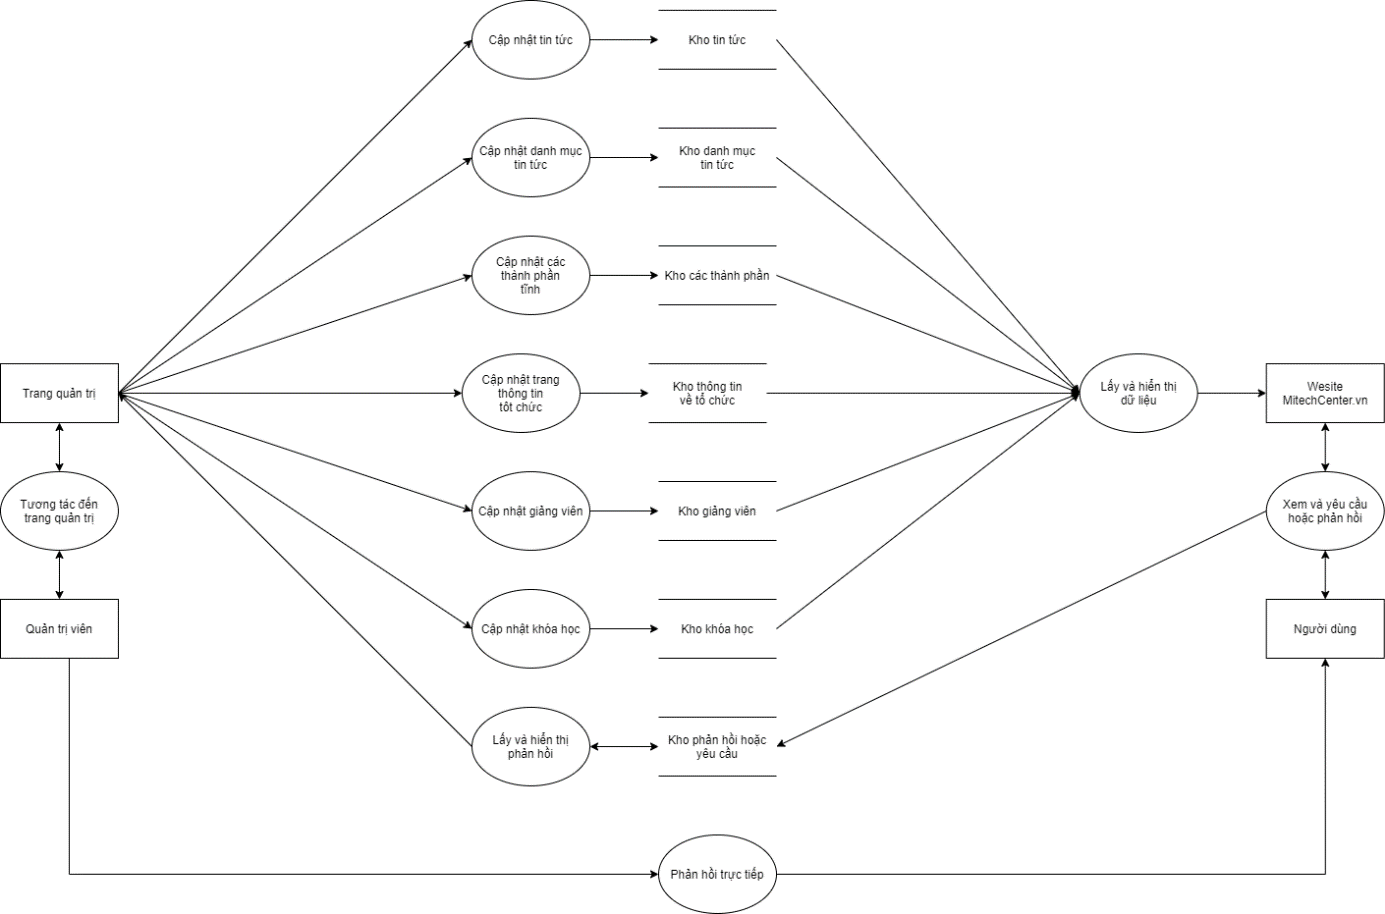 Cập nhật tin tức
Kho tin tức
Cập nhật danh mục
tin tức
Kho danh mục
tin tức
Cập nhật các
thành phần
tĩnh
Kho các thành phần
Trang quản trị
Cập nhật trang
thông tin
tôt chức
Kho thông tin
về tổ chức
Lấy và hiển thị
dữ liệu
Wesite
MitechCenter.vn
Tương tác đến
trang quản trị
Cập nhật giảng viên
Kho giảng viên
Xem và yêu cầu
hoặc phản hồi
Quản trị viên
Cập nhật khóa học
Kho khóa học
Người dùng
Lấy và hiển thị
phản hồi
Kho phản hồi hoặc
yêu cầu
Phản hồi trực tiếp